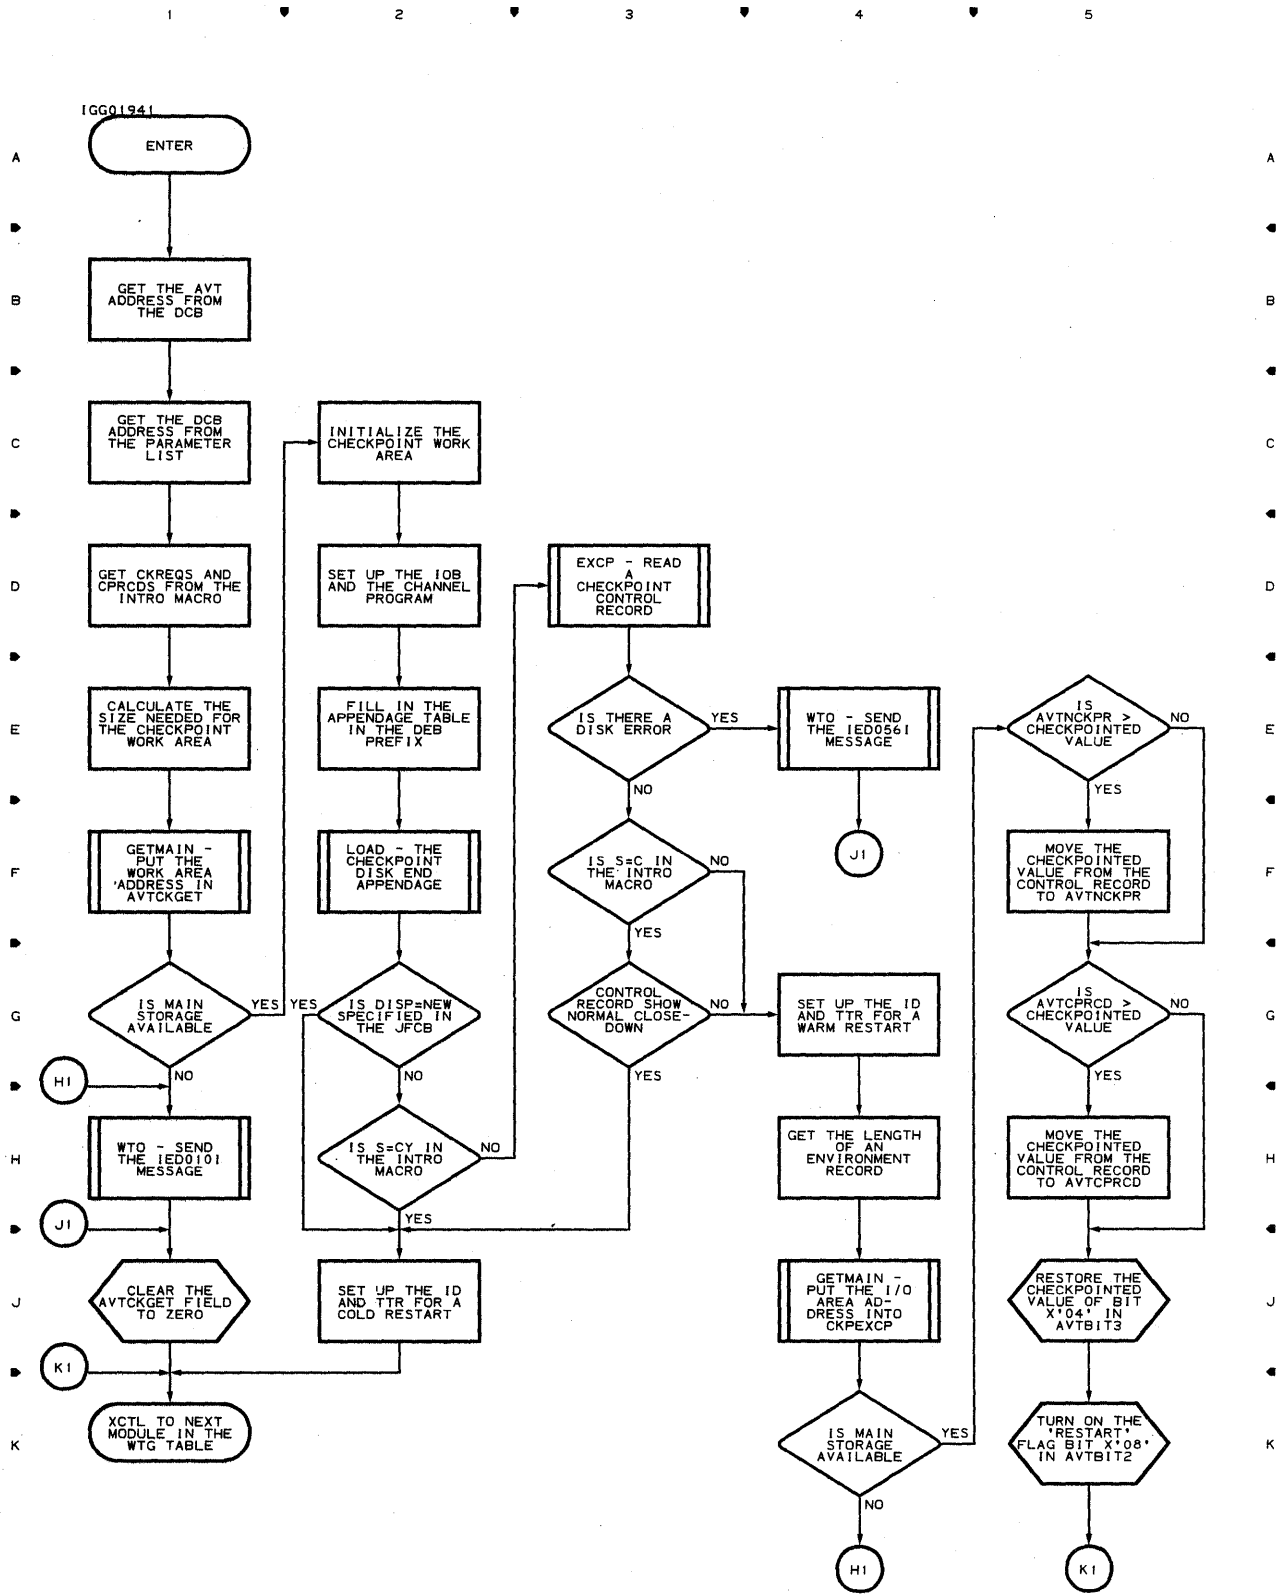 1 2 3 4 5
IGG01941
ENTER
A A
GET THE AVT
ADDRESS FROM
THE DCB
B B
GET THE DCB
ADDRESS FROM
THE PARAMETER
LIST
INITIALIZE THE
CHECKPOINT WORK
AREA
C C
GET CKREQS AND
CPRCDS FROM THE
INTRO MACRO
SET UP THE IOB
AND THE CHANNEL
PROGRAM
EXCP - READ
A
CHECKPOINT
CONTROL
RECORD
D D
CALCULATE THE
SIZE NEEDED FOR
THE CHECKPOINT
WORK AREA
FILL IN THE
APPENDAGE TABLE
IN THE DEB
PREFIX
IS THERE A
DISK ERROR
YES
NO
WTO - SEND
THE IED056I
MESSAGE
IS
AVTNCKPR >
CHECKPOINTED
VALUE
NO
YES
E E
GETMAIN -
PUT THE
WORK AREA
ADDRESS IN
AVTCKGET
LOAD - THE
CHECKPOINT
DISK END
APPENDAGE
IS S=C IN
THE INTRO
MACRO
NO
YES
J1
MOVE THE
CHECKPOINTED
VALUE FROM THE
CONTROL RECORD
TO AVTNCKPR
F F
IS MAIN
STORAGE
AVAILABLE
YES
NO
YES
IS DISP=NEW
SPECIFIED IN
THE JFCB
NO
CONTROL
RECORD SHOW
NORMAL CLOSE-
DOWN
NO
YES
SET UP THE ID
AND TTR FOR A
WARM RESTART
IS
AVTCPRCD >
CHECKPOINTED
VALUE
NO
YES
G G
H1
WTO - SEND
THE IED010I
MESSAGE
IS S=CY IN
THE INTRO
MACRO
NO
YES
GET THE LENGTH
OF AN
ENVIRONMENT
RECORD
MOVE THE
CHECKPOINTED
VALUE FROM THE
CONTROL RECORD
TO AVTCPRCD
H H
J1
CLEAR THE
AVTCKGET FIELD
TO ZERO
SET UP THE ID
AND TTR FOR A
COLD RESTART
GETMAIN -
PUT THE I/O
AREA AD-
DRESS INTO
CKPEXCP
RESTORE THE
CHECKPOINTED
VALUE OF BIT
X'04' IN
AVTBIT3
J J
K1
XCTL TO NEXT
MODULE IN THE
WTG TABLE
IS MAIN
STORAGE
AVAILABLE
YES
NO
TURN ON THE
'RESTART'
FLAG BIT X'08'
IN AVTBIT2
K K
H1
K1